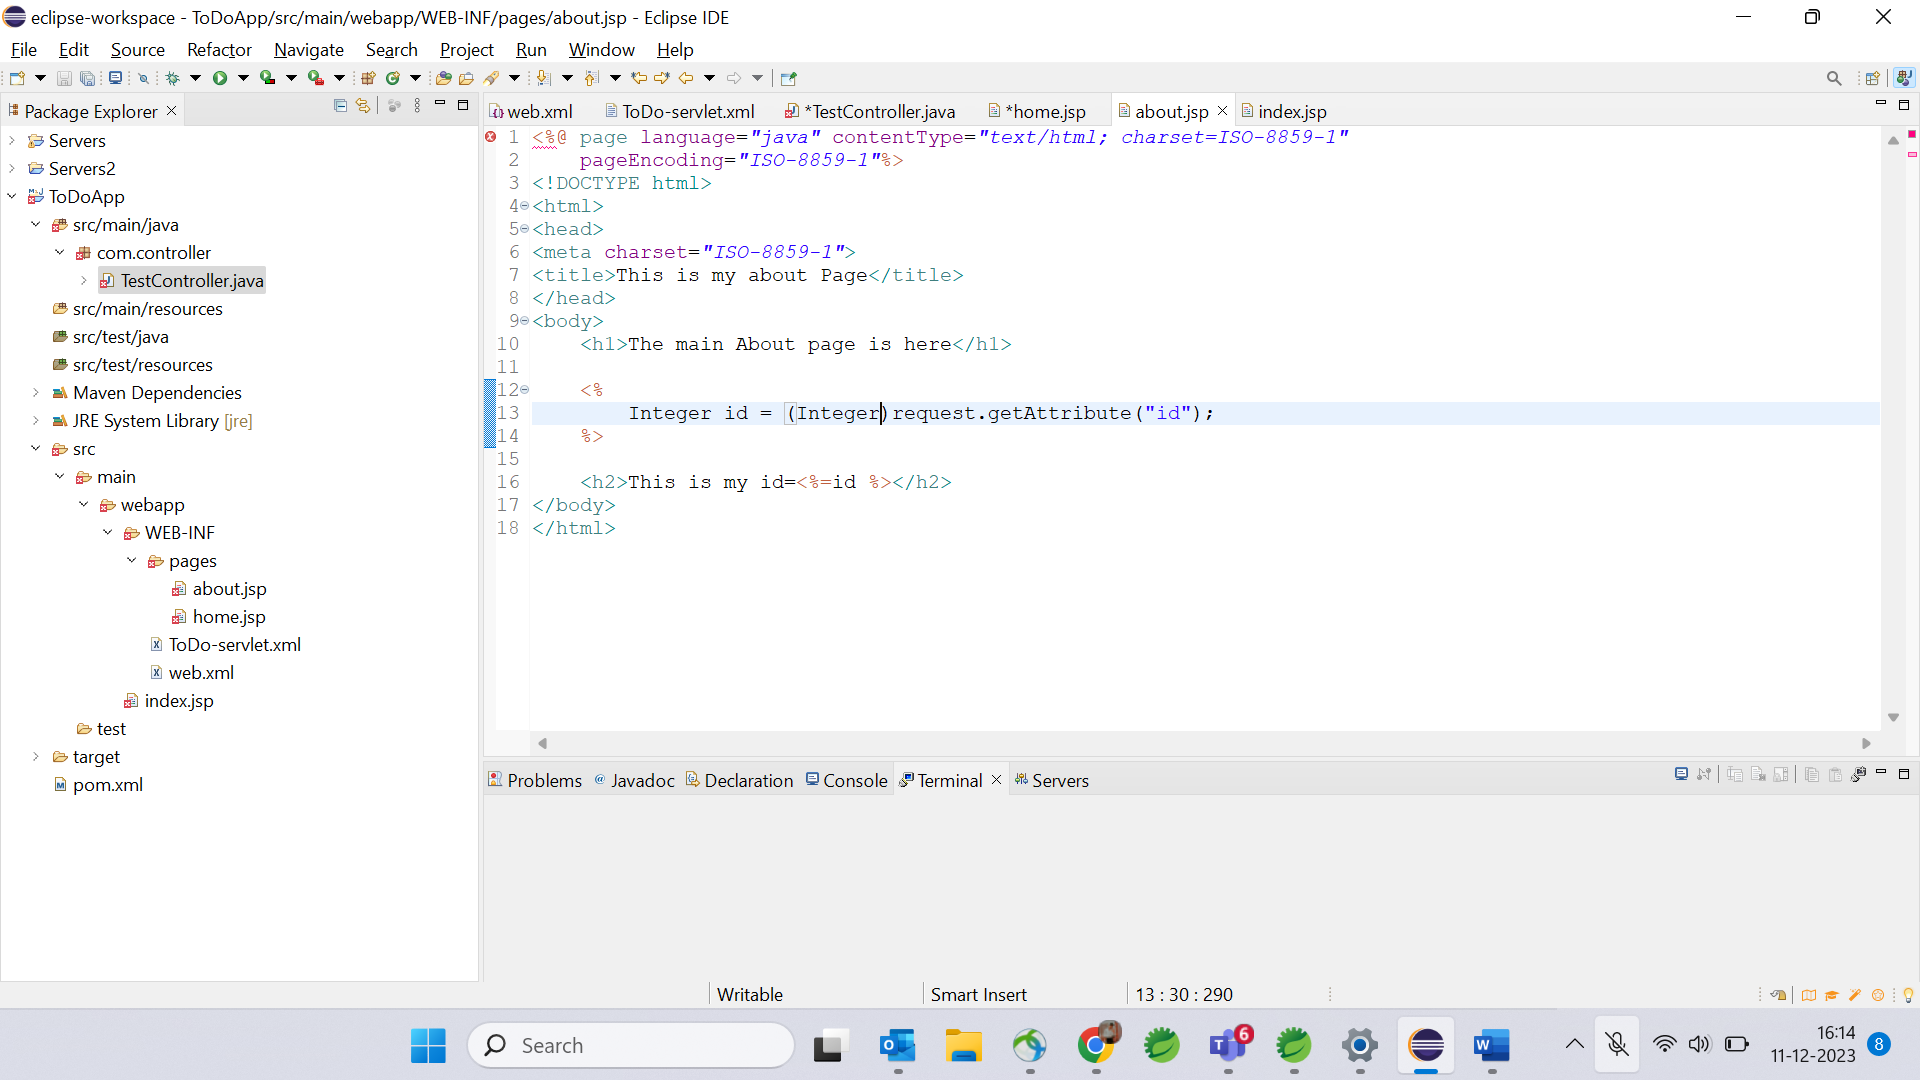 eclipse-workspace - ToDoApp/src/main/webapp/WEB-INF/pages/about.jsp - Eclipse IDE
File Edit Source Refactor Navigate Search Project Run Window Help
Package Explorer
Servers
Servers2
ToDoApp
src/main/java
com.controller
TestController.java
src/main/resources
src/test/java
src/test/resources
Maven Dependencies
JRE System Library [jre]
src
main
webapp
WEB-INF
pages
about.jsp
home.jsp
ToDo-servlet.xml
web.xml
index.jsp
test
target
pom.xml
web.xml ToDo-servlet.xml *TestController.java *home.jsp about.jsp index.jsp
1 <%@ page language="java" contentType="text/html; charset=ISO-8859-1"
2 pageEncoding="ISO-8859-1"%>
3 <!DOCTYPE html>
4 <html>
5 <head>
6 <meta charset="ISO-8859-1">
7 <title>This is my about Page</title>
8 </head>
9 <body>
10 <h1>The main About page is here</h1>
11
12 <%
13 Integer id = (Integer)request.getAttribute("id");
14 %>
15
16 <h2>This is my id=<%=id %></h2>
17 </body>
18 </html>
Problems @ Javadoc Declaration Console Terminal Servers
Writable Smart Insert 13 : 30 : 290
Search
6
16:14
11-12-2023
8